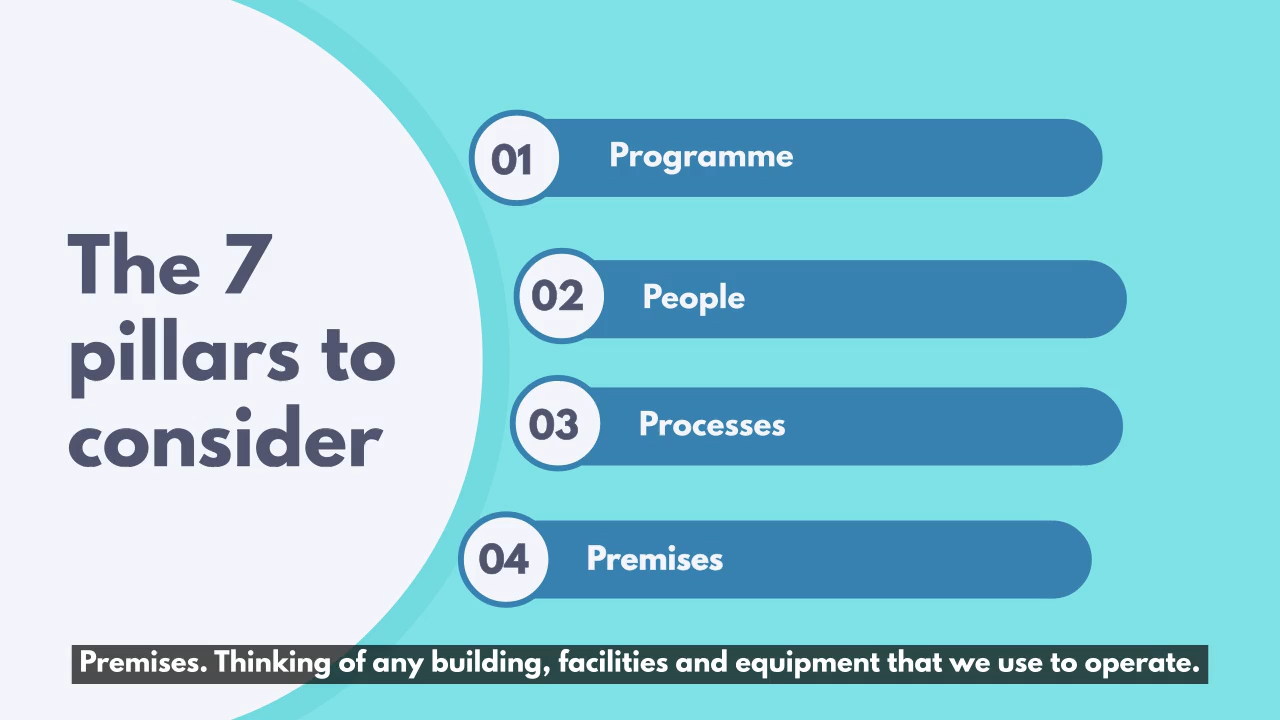 The 7
pillars to
consider
01 Programme
02 People
03 Processes
04 Premises
Premises. Thinking of any building, facilities and equipment that we use to operate.